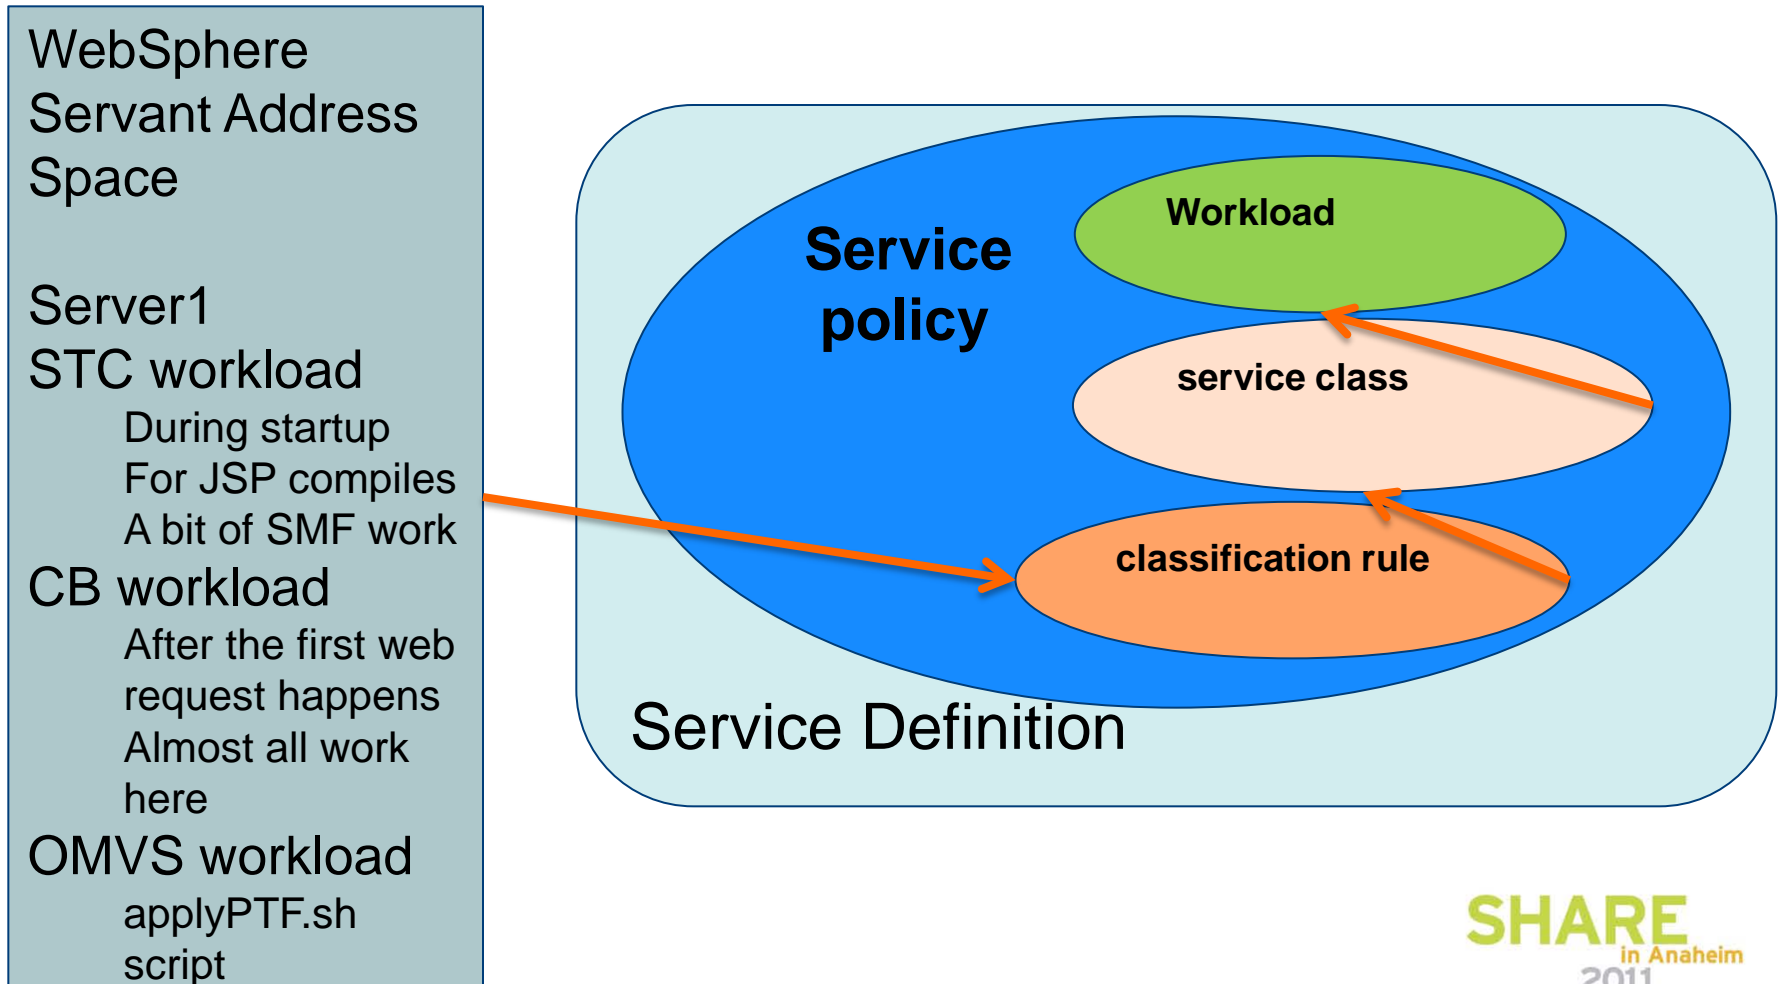 WebSphere
Servant Address
Space
Server1
STC workload
During startup
For JSP compiles
A bit of SMF work
CB workload
After the first web
request happens
Almost all work
here
OMVS workload
applyPTF.sh
script
Service
policy
Workload
service class
classification rule
Service Definition
SHARE
in Anaheim
2011